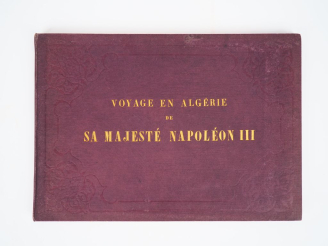 VOYAGE EN ALGÉRIE
DE
SA MAJESTÉ NAPOLÉON III